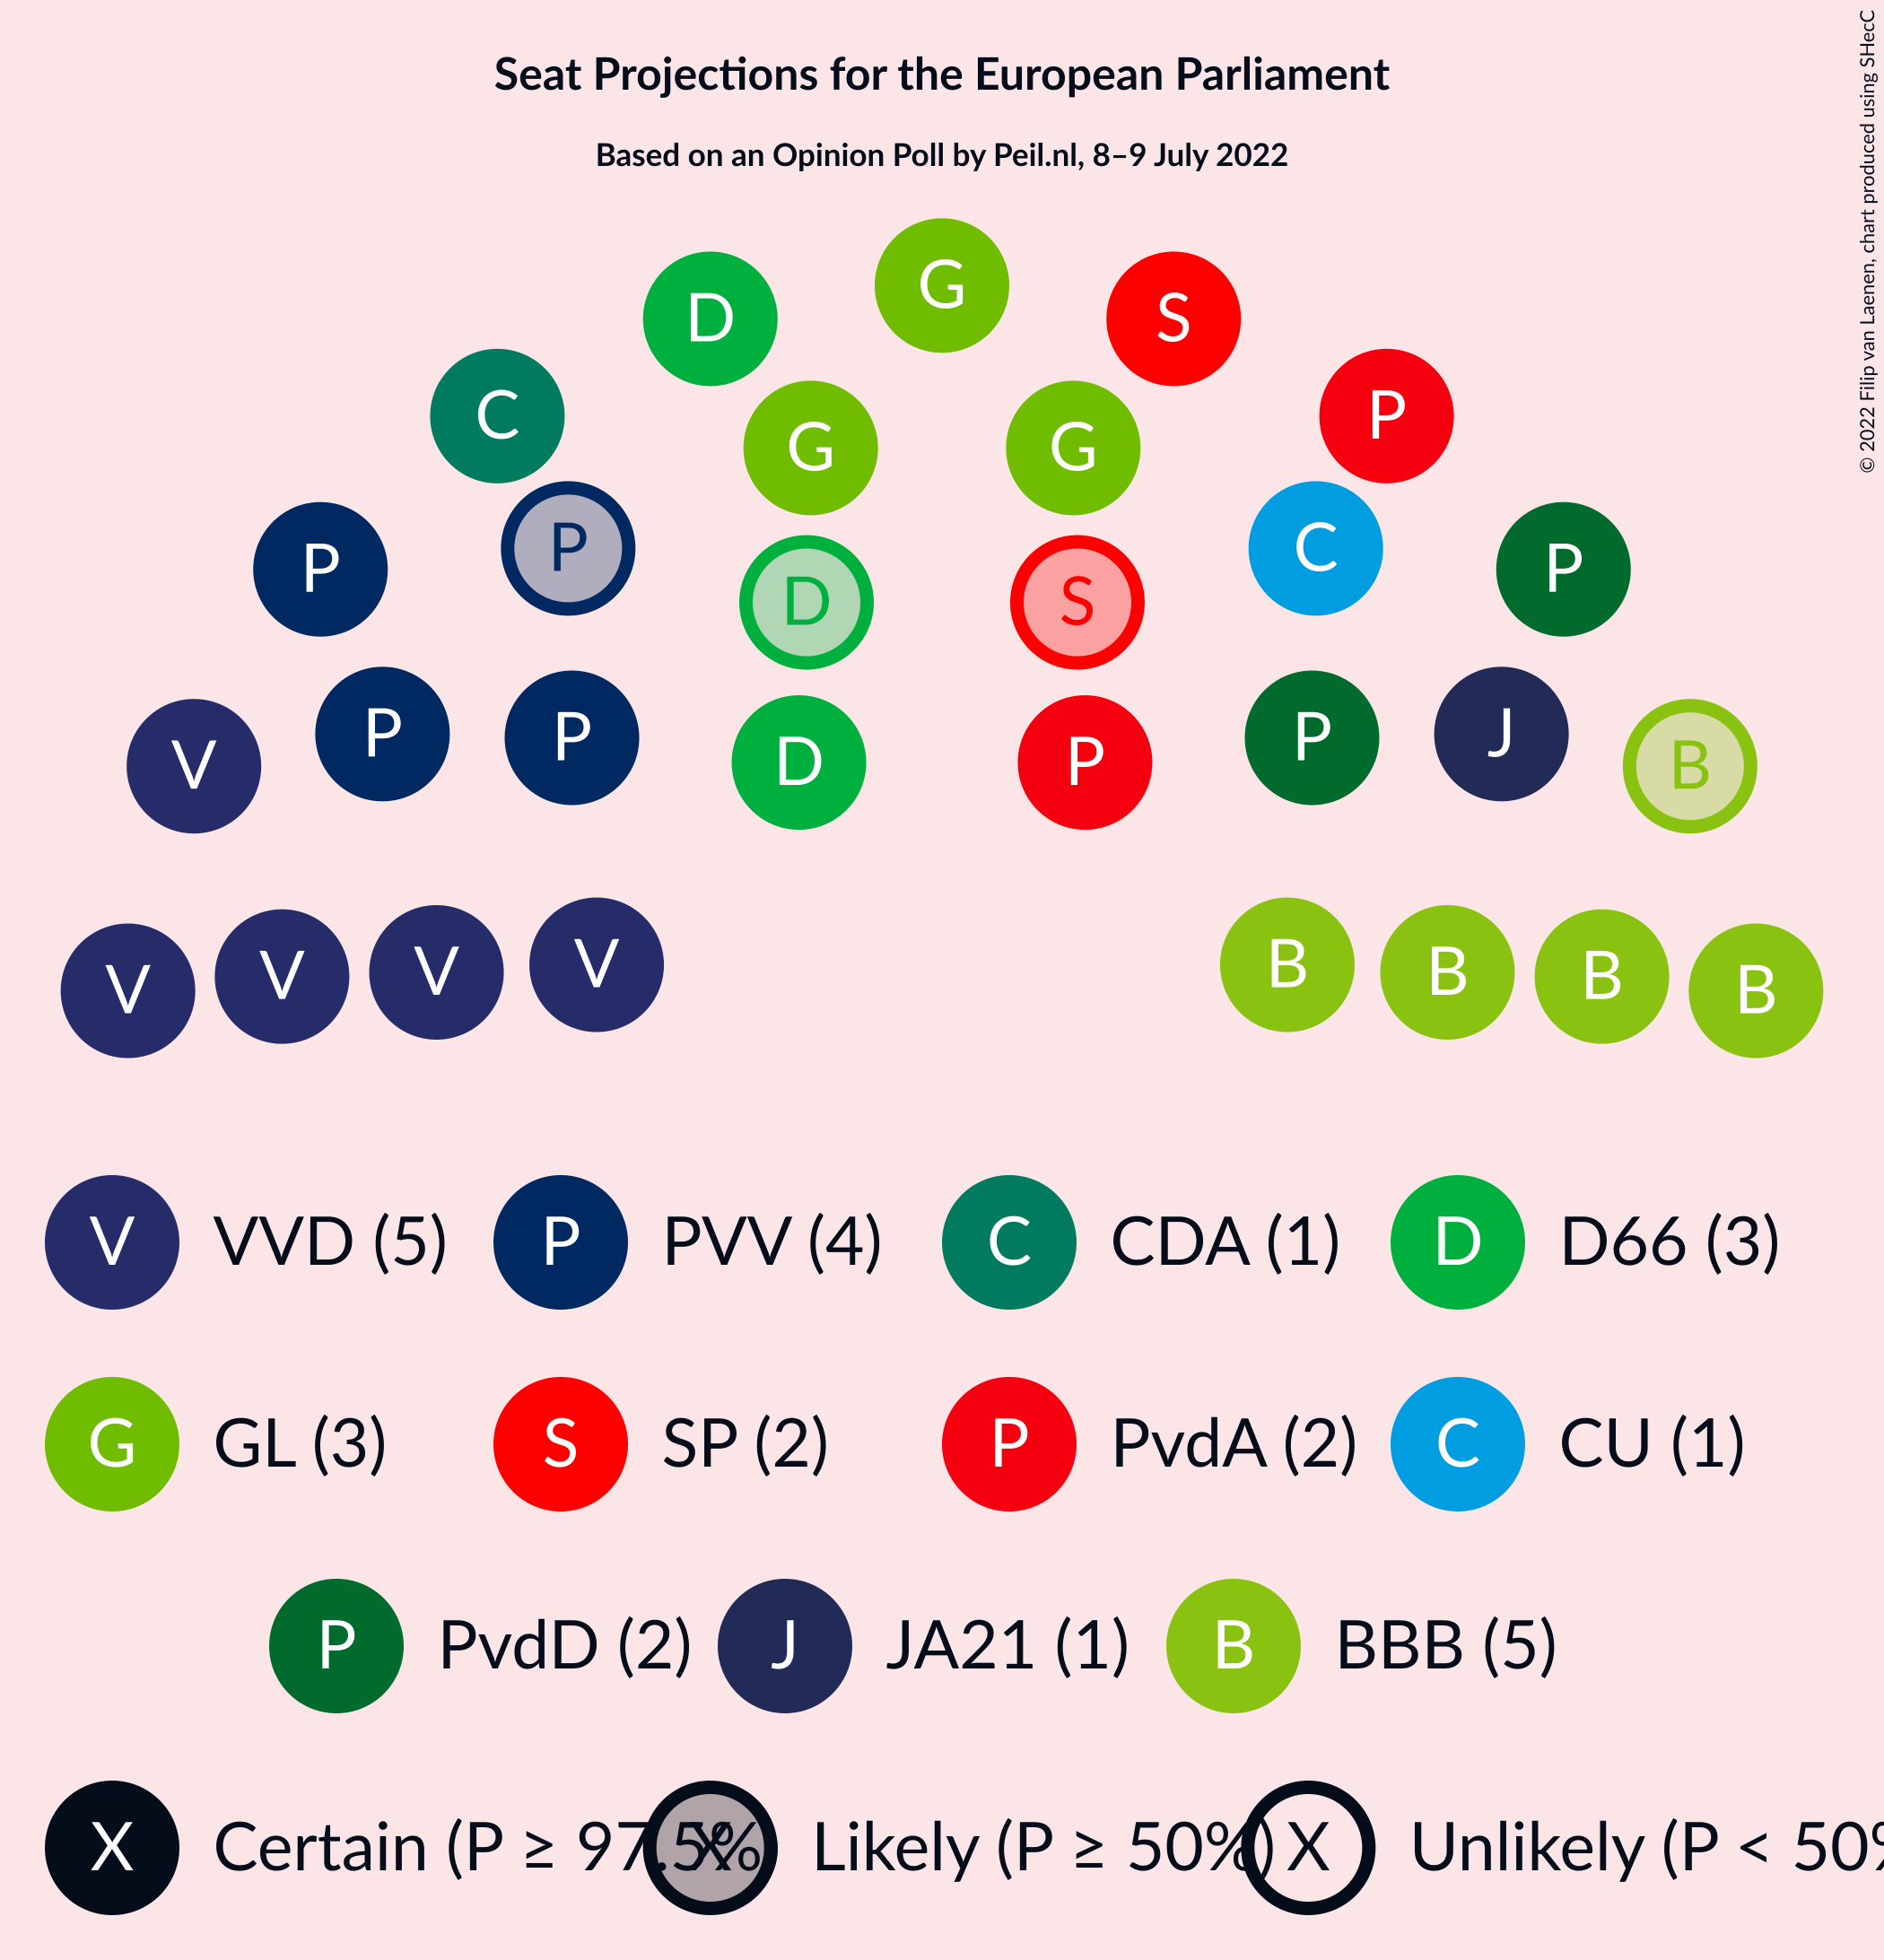 Seat Projections for the European Parliament
Based on an Opinion Poll by Peil.nl, 8–9 July 2022
© 2022 Filip van Laenen, chart produced using SHecC
G
D S
C P
G G
P C
P P
D S
V P P D P P J B
V V V V B B B B
V VVD (5) P PVV (4) C CDA (1) D D66 (3)
G GL (3) S SP (2) P PvdA (2) C CU (1)
P PvdD (2) J JA21 (1) B BBB (5)
X Certain (P ≥ 97.5% X Likely (P ≥ 50%) X Unlikely (P < 50%